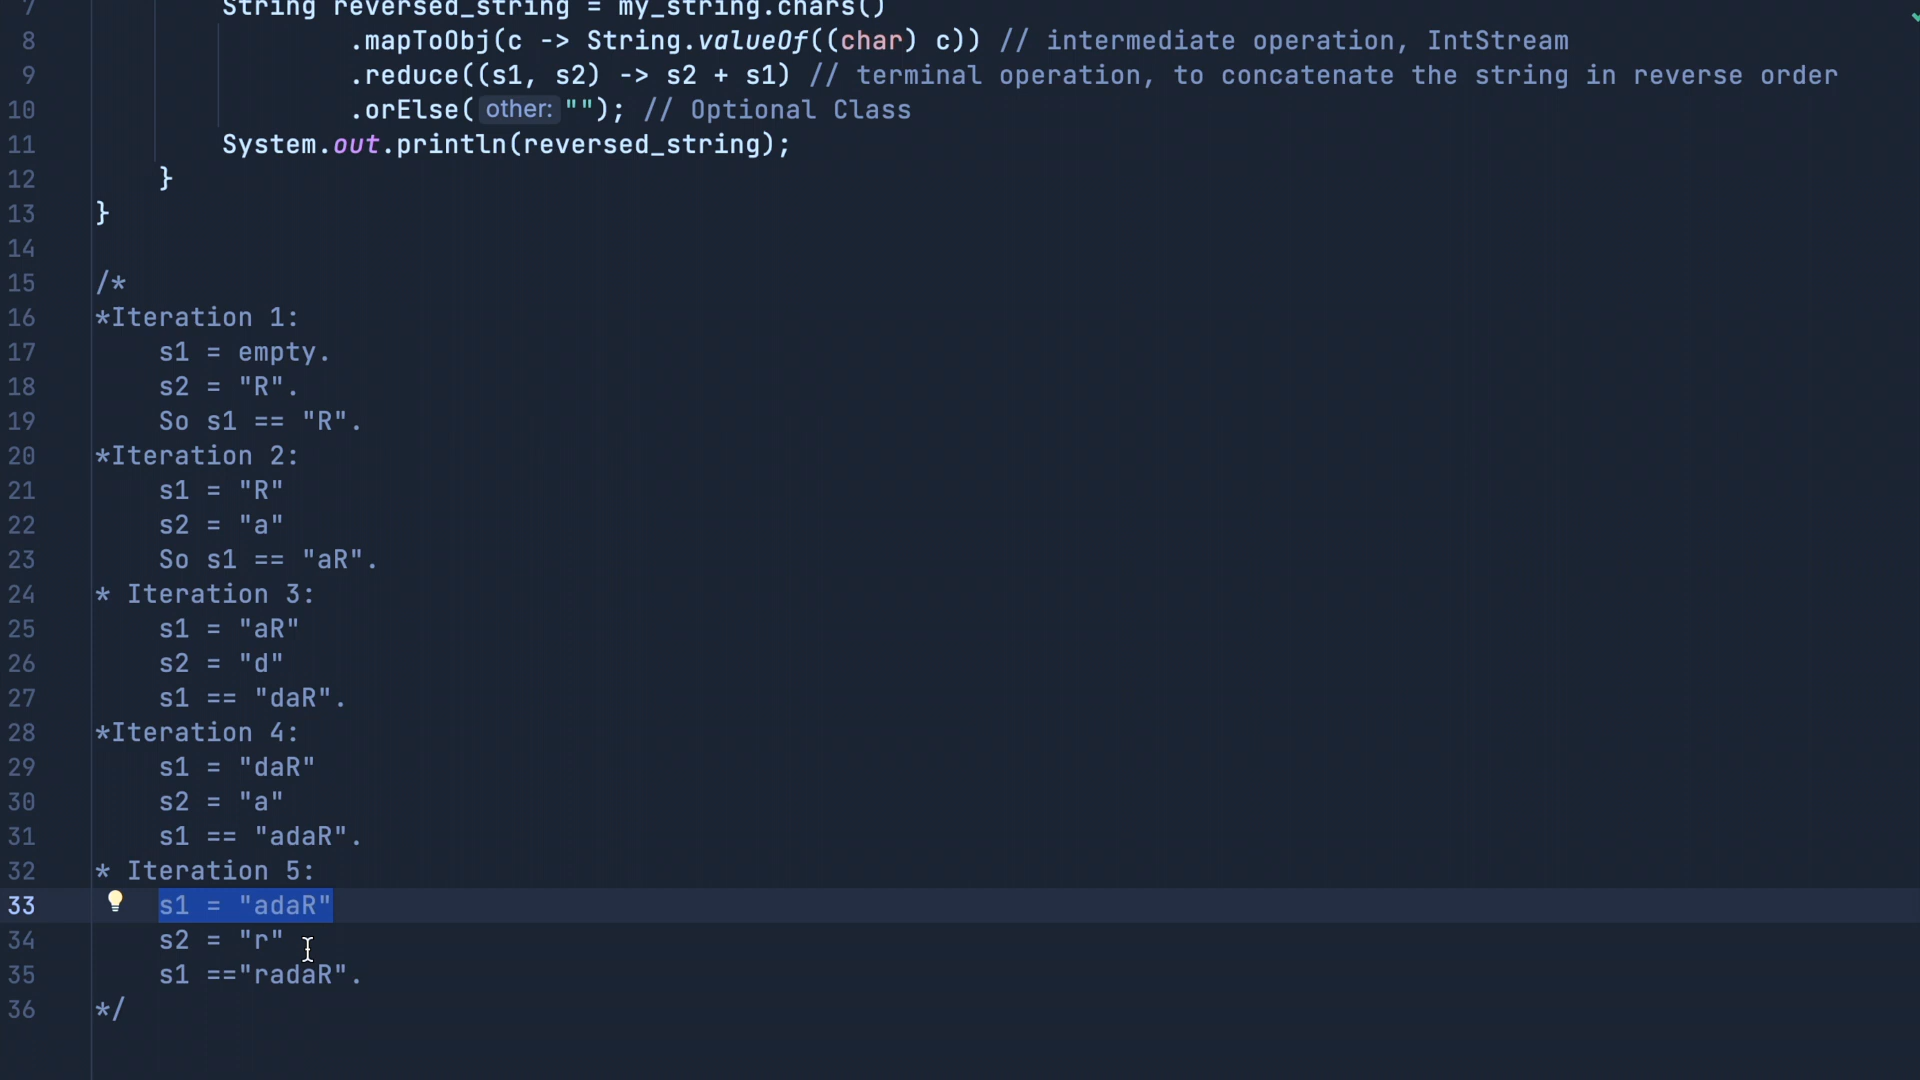 7 String reversed_string = my_string.chars()
8 .mapToObj(c -> String.valueOf((char) c)) // intermediate operation, IntStream
9 .reduce((s1, s2) -> s2 + s1) // terminal operation, to concatenate the string in reverse order
10 .orElse( other: ""); // Optional Class
11 System.out.println(reversed_string);
12 }
13 }
14
15 /*
16 *Iteration 1:
17 s1 = empty.
18 s2 = "R".
19 So s1 == "R".
20 *Iteration 2:
21 s1 = "R"
22 s2 = "a"
23 So s1 == "aR".
24 * Iteration 3:
25 s1 = "aR"
26 s2 = "d"
27 s1 == "daR".
28 *Iteration 4:
29 s1 = "daR"
30 s2 = "a"
31 s1 == "adaR".
32 * Iteration 5:
33 s1 = "adaR"
34 s2 = "r"
35 s1 =="radaR".
36 */